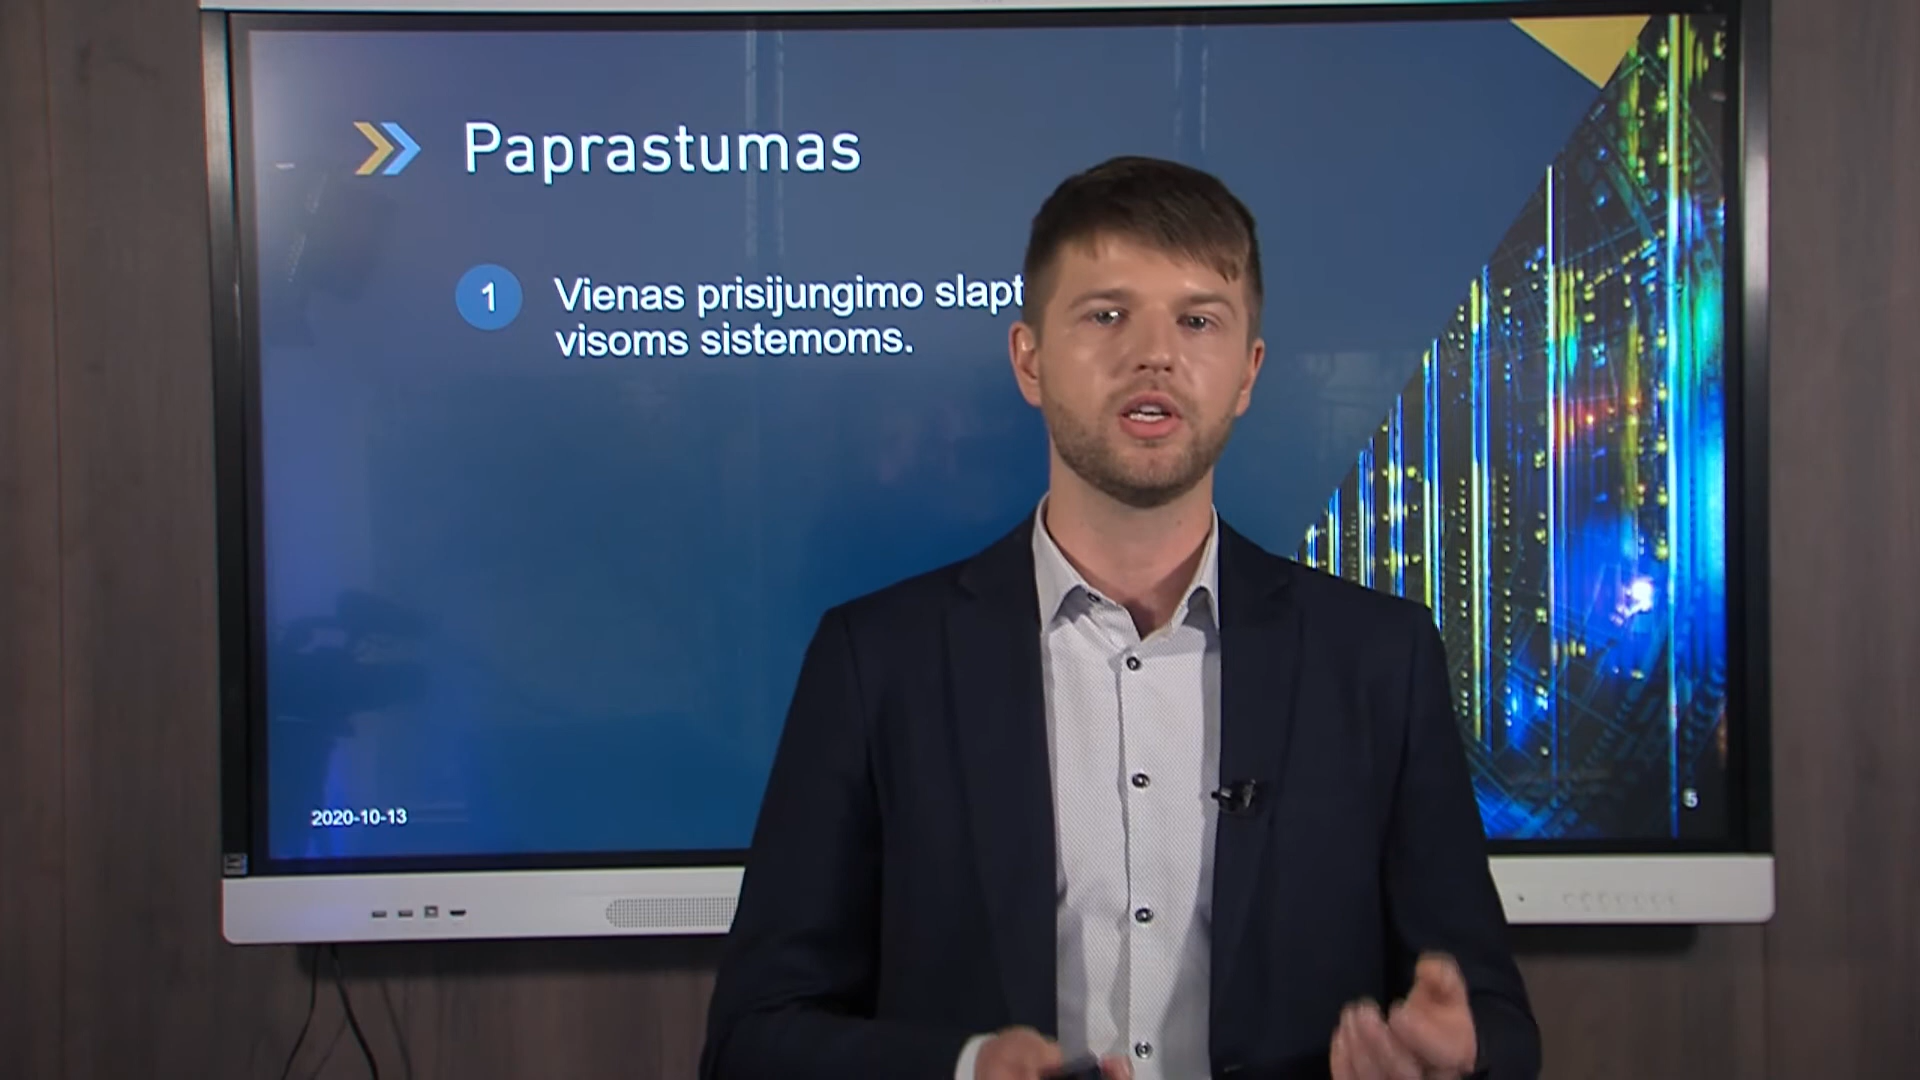 Paprastumas
1
Vienas prisijungimo slapt
visoms sistemoms.
2020-10-13
5